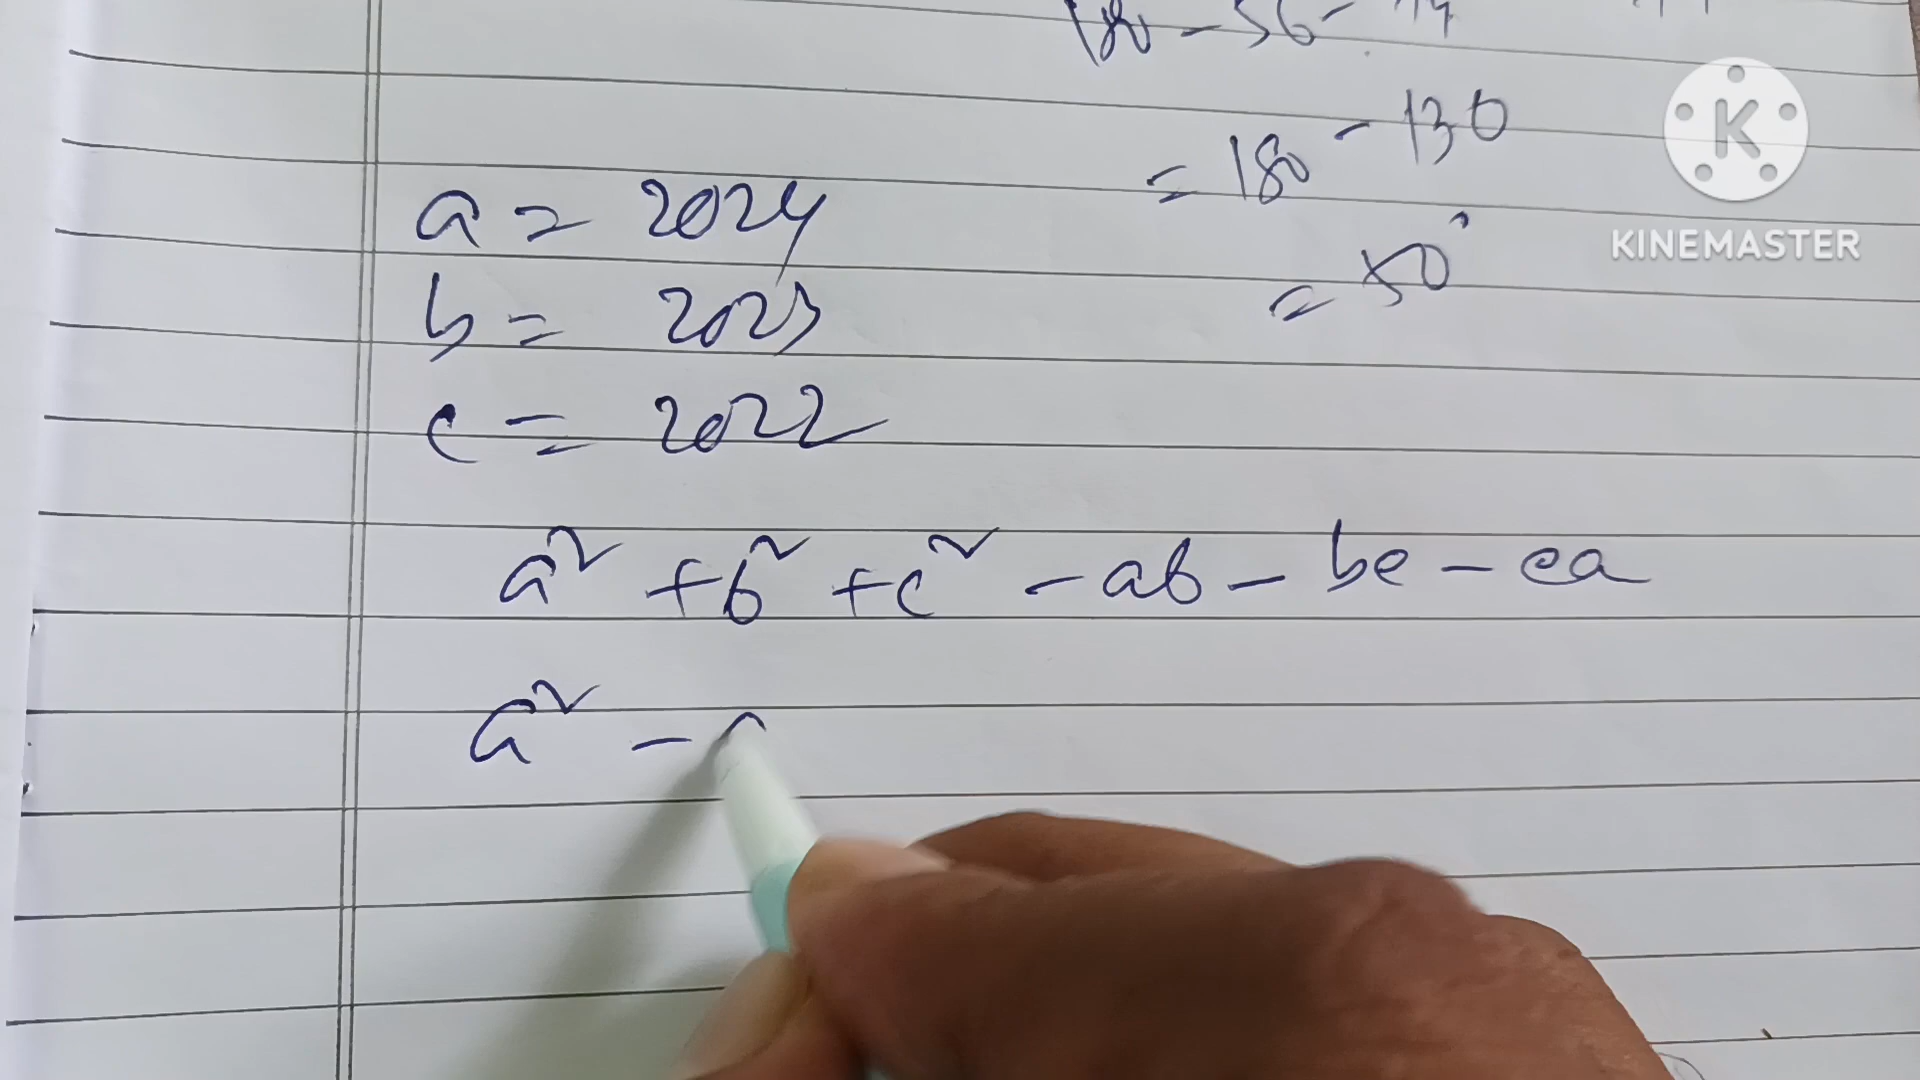 = 180 - 130
= 50°
KINEMASTER
a = 2024
b = 2023
c = 2022
a² + b² + c² - ab - bc - ca
a² - a